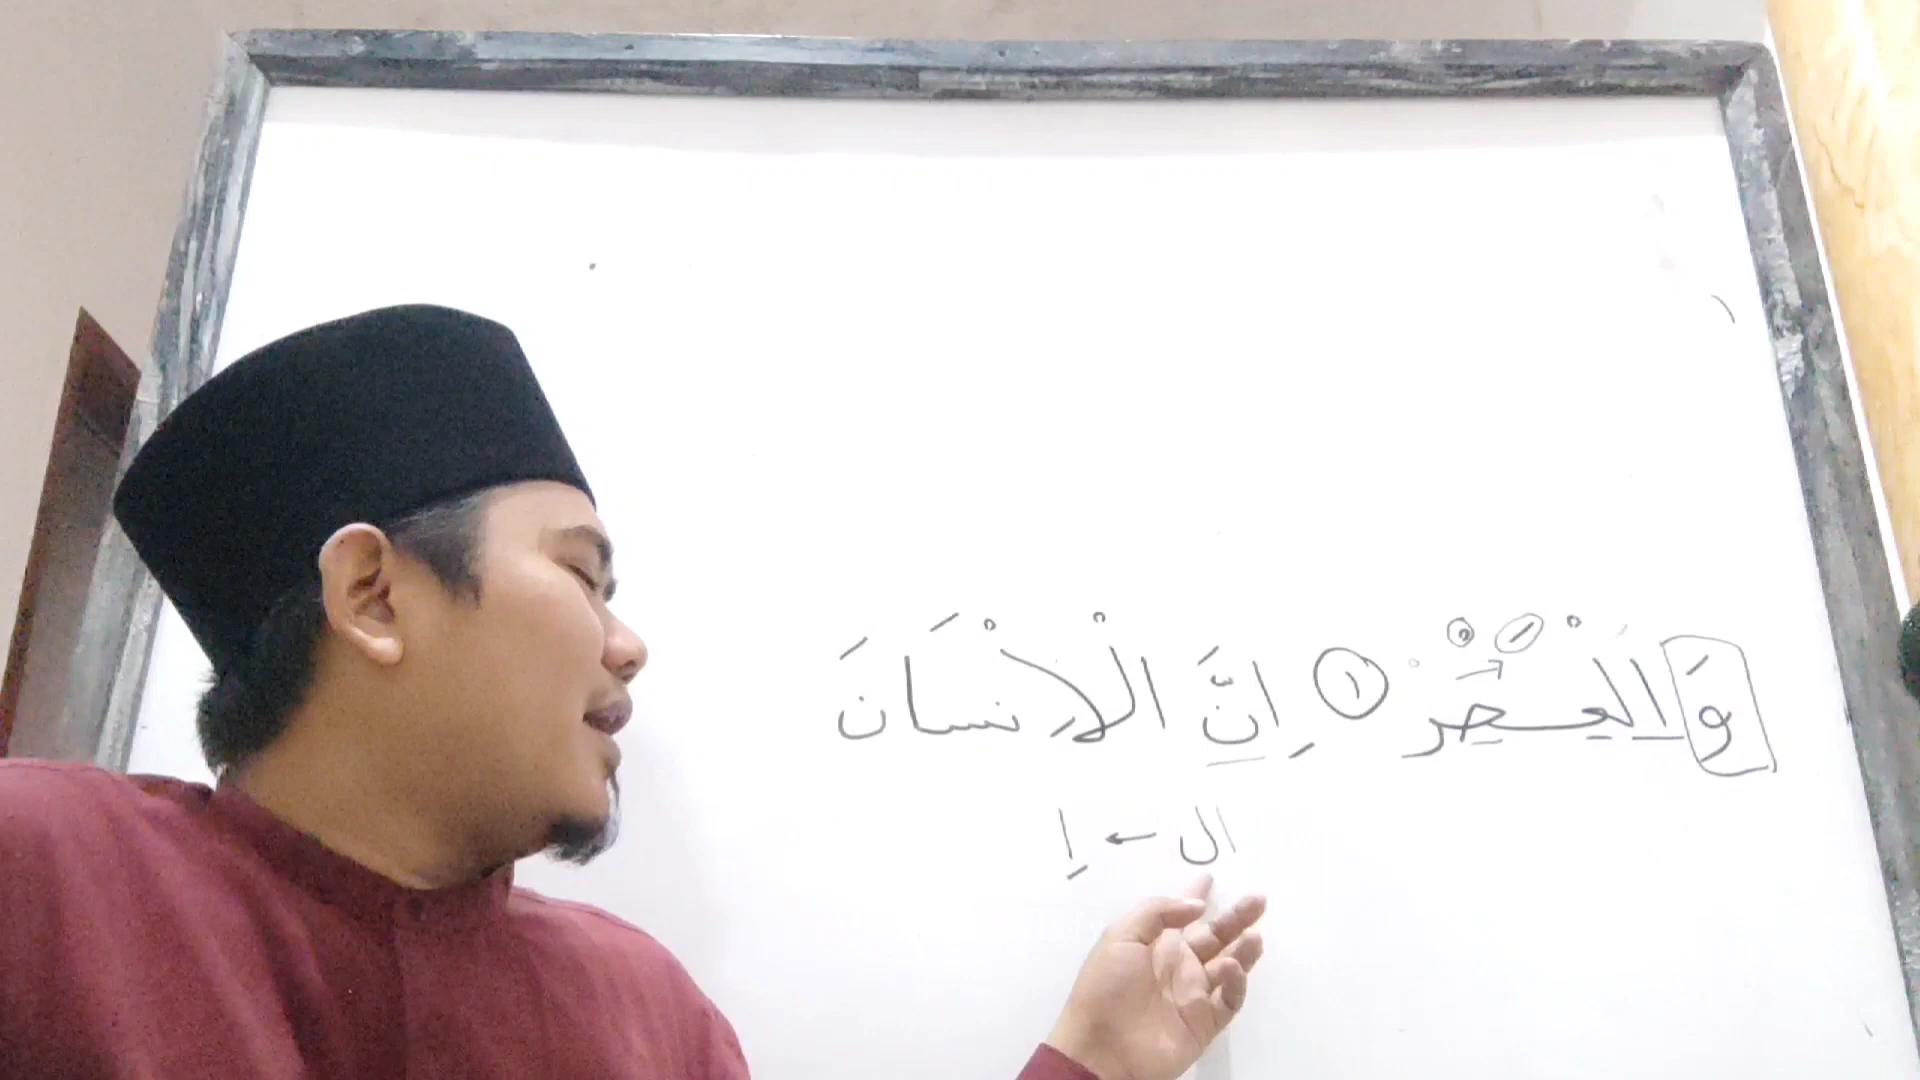 وَالْعَصْرِ ١ اِنَّ الْاِنْسَانَ
ال ← اِ